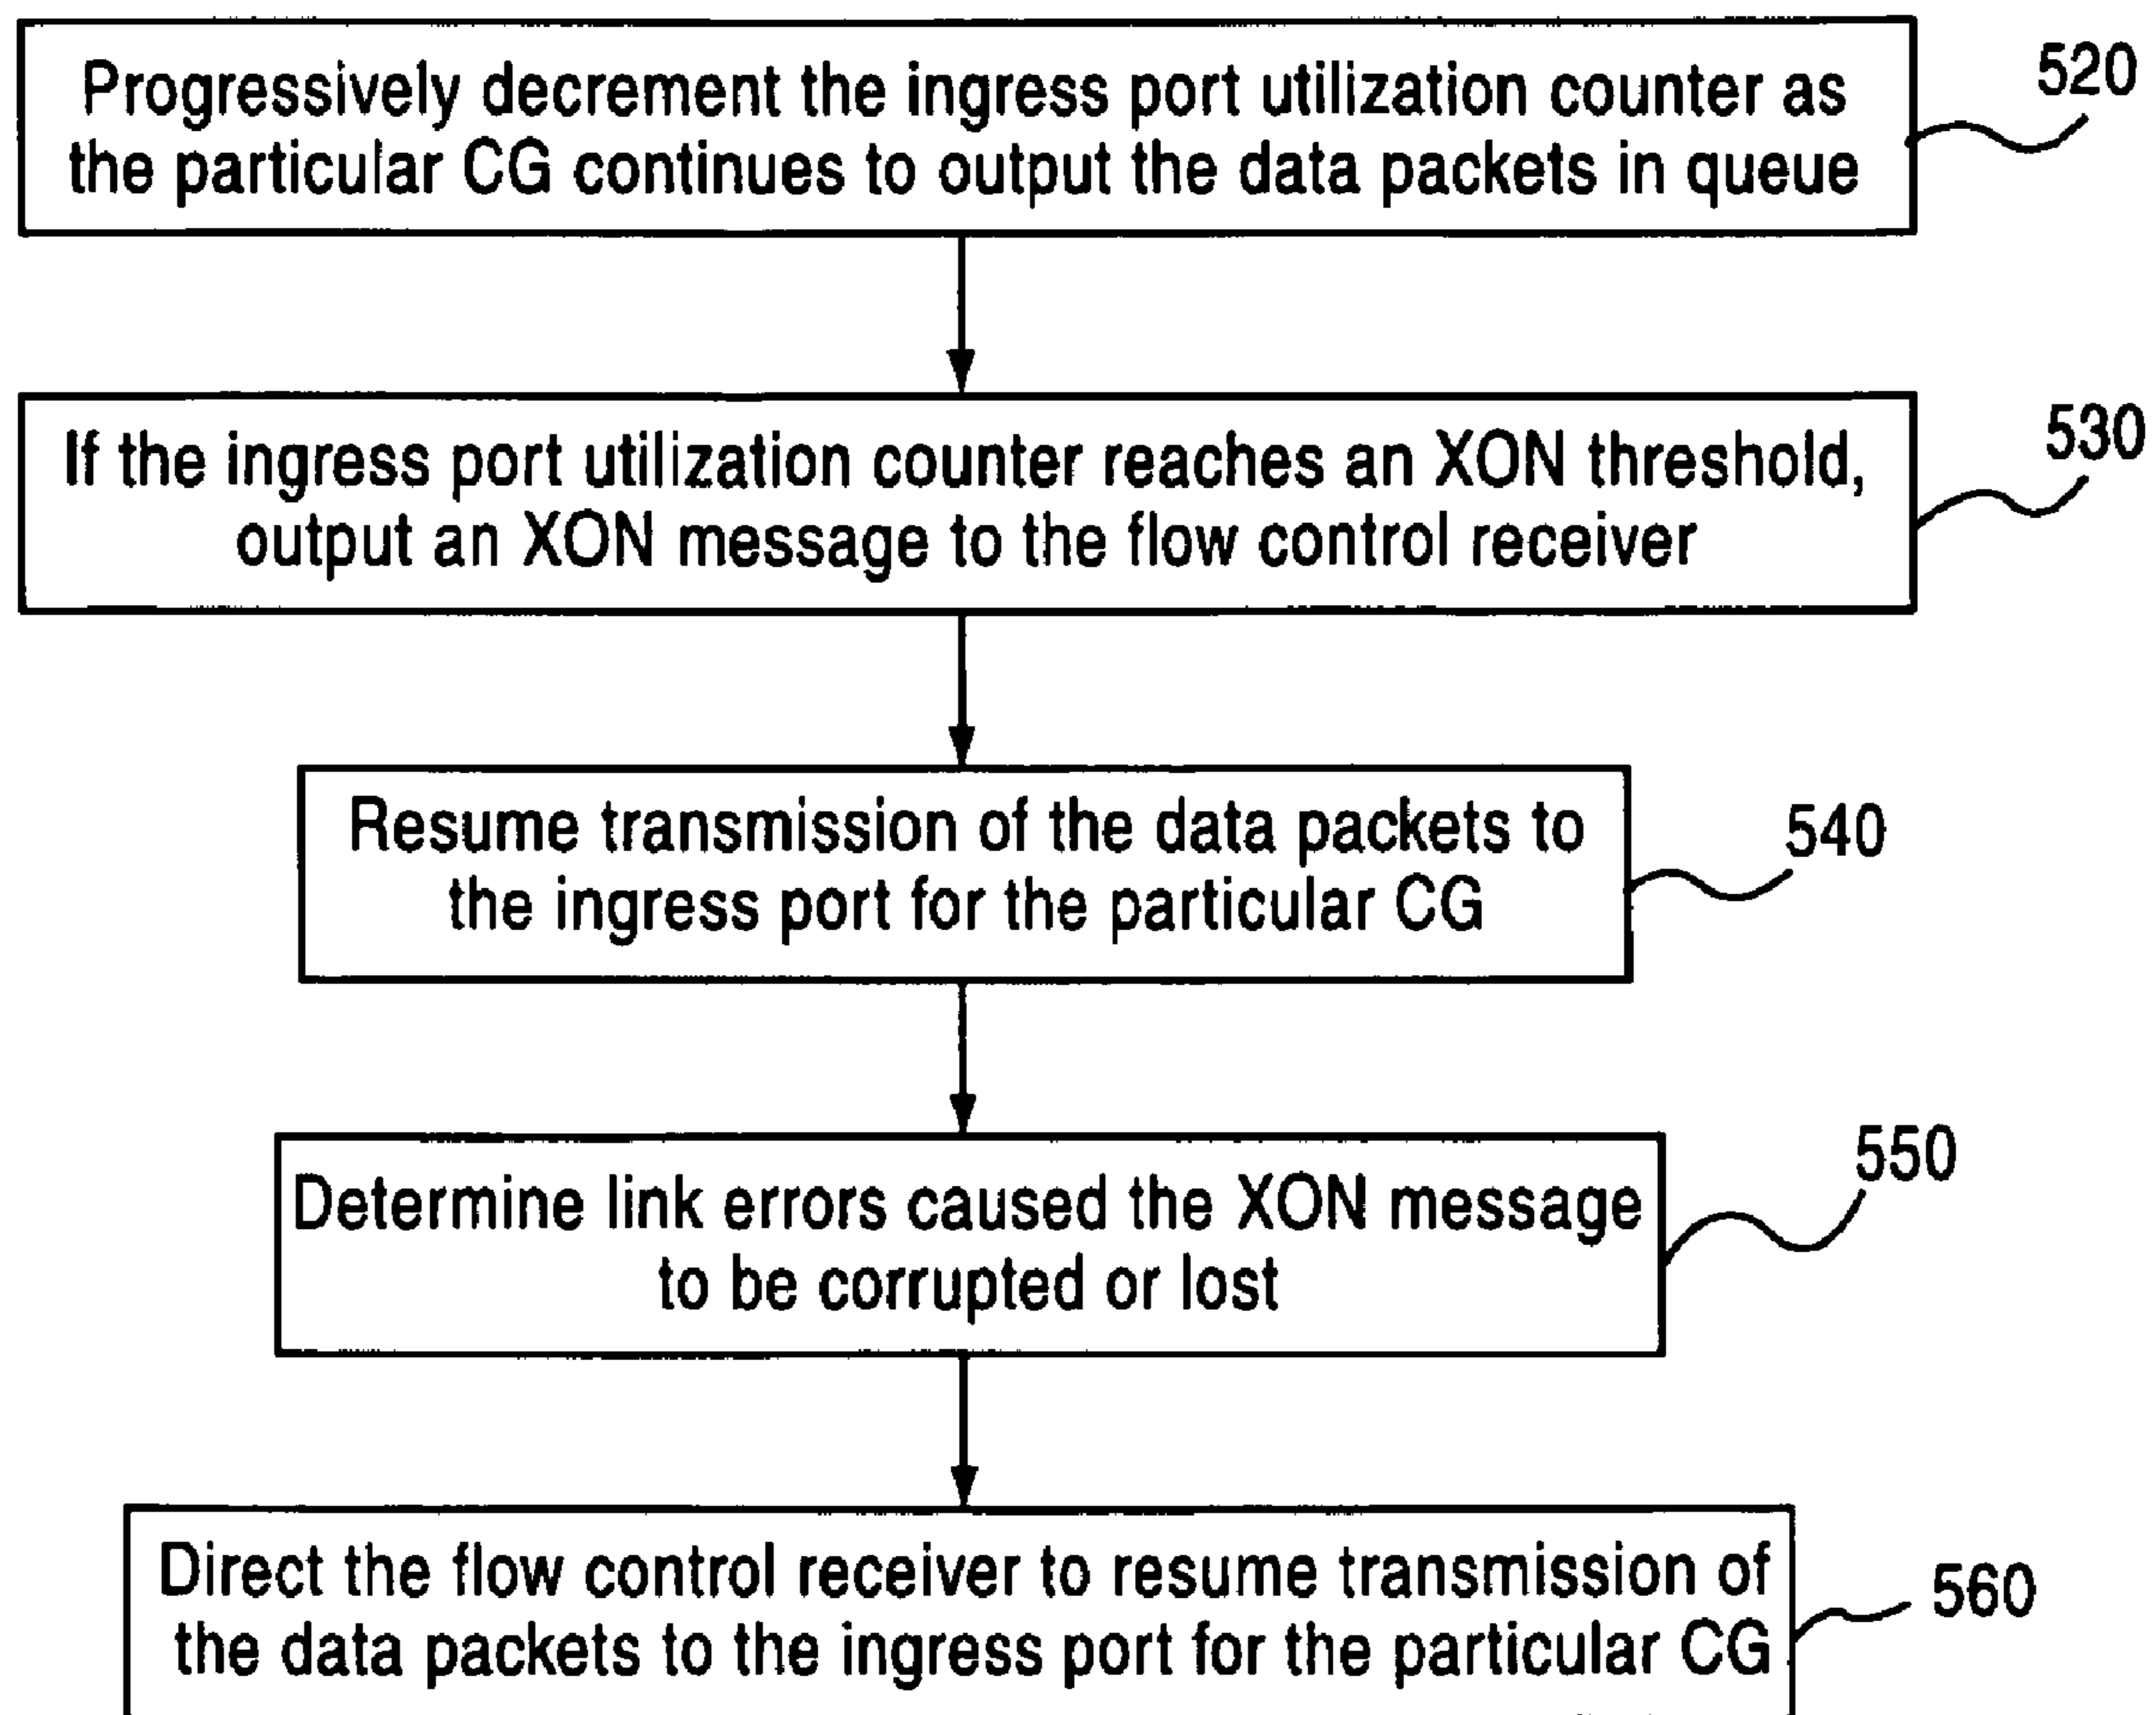 Progressively decrement the ingress port utilization counter as
the particular CG continues to output the data packets in queue
520
If the ingress port utilization counter reaches an XON threshold,
output an XON message to the flow control receiver
530
Resume transmission of the data packets to
the ingress port for the particular CG
540
Determine link errors caused the XON message
to be corrupted or lost
550
Direct the flow control receiver to resume transmission of
the data packets to the ingress port for the particular CG
560